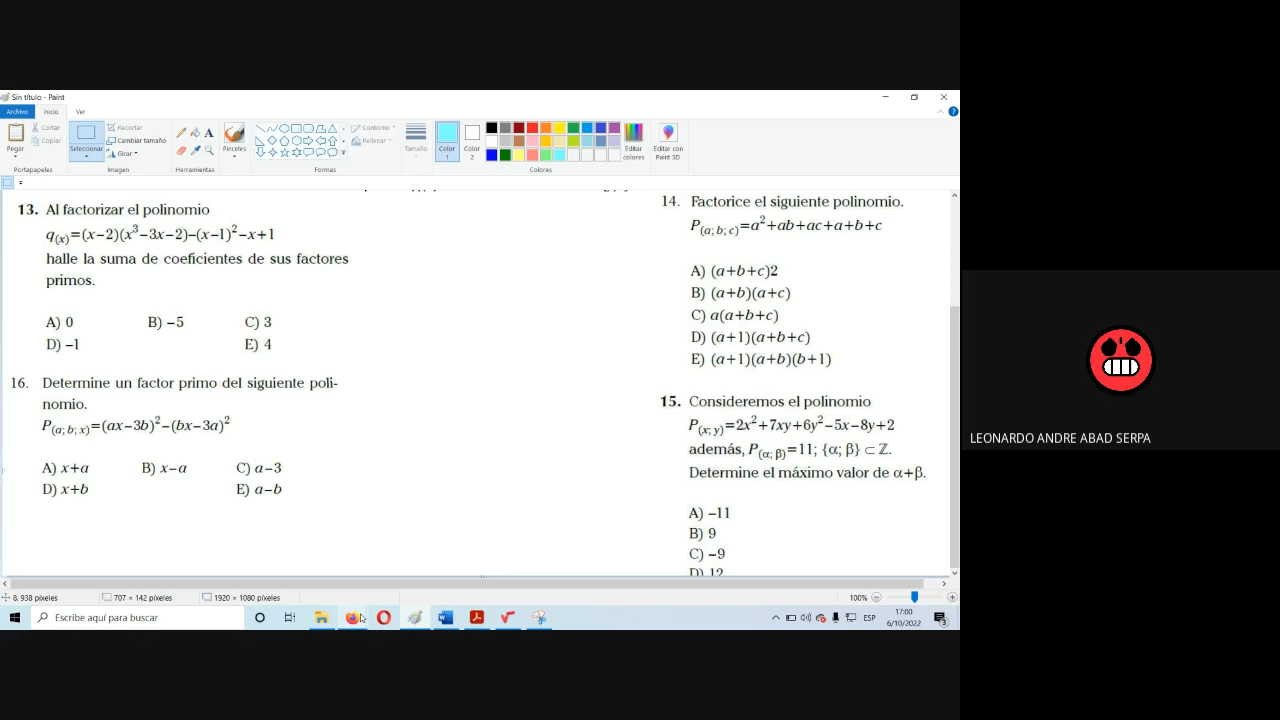 Sin título - Paint
Archivo Inicio Ver
Pegar
Cortar
Copiar
Portapapeles
Seleccionar
Recortar
Cambiar tamaño
Girar
Imagen
Herramientas
Pinceles
Formas
Contorno
Rellenar
Tamaño
Color 1
Color 2
Editar colores
Editar con Paint 3D
Colores
13. Al factorizar el polinomio
q(x)=(x−2)(x³−3x−2)−(x−1)²−x+1
halle la suma de coeficientes de sus factores
primos.
A) 0 B) −5 C) 3
D) −1 E) 4
16. Determine un factor primo del siguiente poli-
nomio.
P(a; b; x)=(ax−3b)²−(bx−3a)²
A) x+a B) x−a C) a−3
D) x+b E) a−b
14. Factorice el siguiente polinomio.
P(a; b; c)=a²+ab+ac+a+b+c
A) (a+b+c)2
B) (a+b)(a+c)
C) a(a+b+c)
D) (a+1)(a+b+c)
E) (a+1)(a+b)(b+1)
15. Consideremos el polinomio
P(x; y)=2x²+7xy+6y²−5x−8y+2
además, P(α; β)=11; {α; β} ⊂ ℤ.
Determine el máximo valor de α+β.
A) −11
B) 9
C) −9
D) 12
8, 938 píxeles 707 × 142 píxeles 1920 × 1080 píxeles 100%
Escribe aquí para buscar
ESP
17:00
6/10/2022
3
LEONARDO ANDRE ABAD SERPA